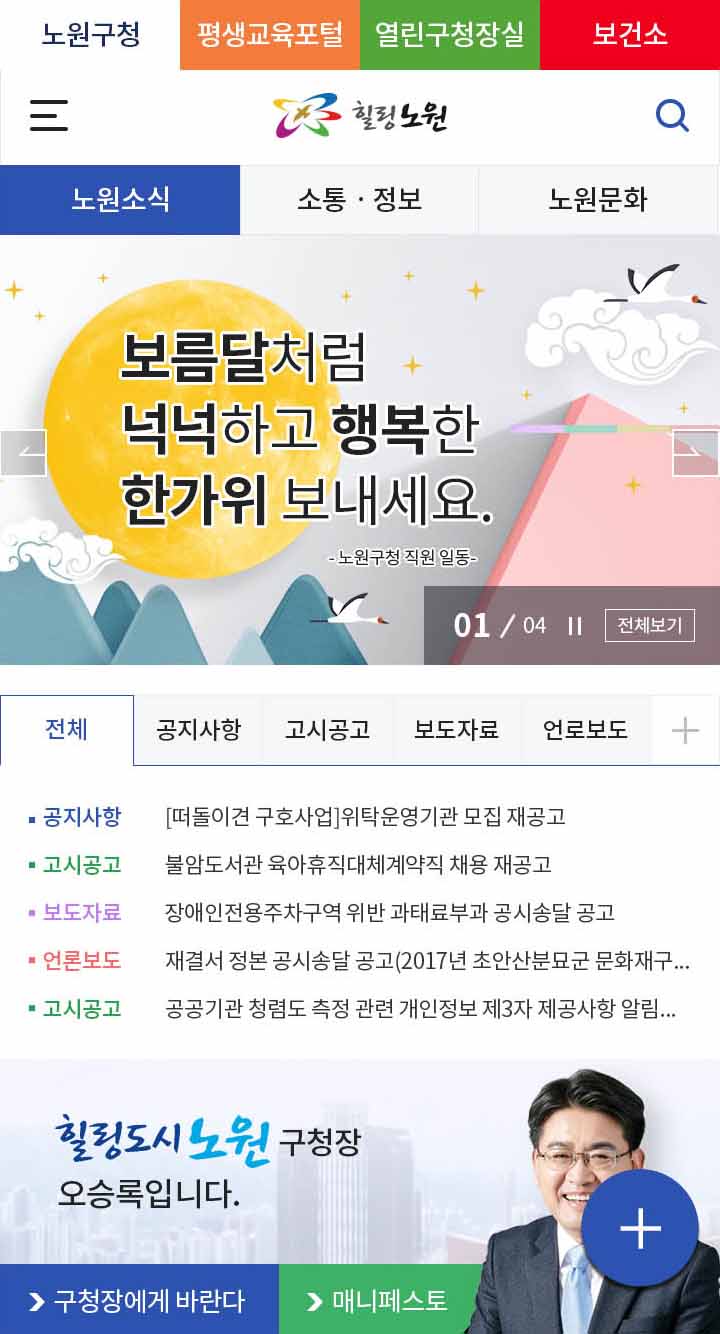 노원구청 평생교육포털 열린구청장실 보건소
힐링노원
노원소식 소통 · 정보 노원문화
보름달처럼
넉넉하고 행복한
한가위 보내세요.
- 노원구청 직원 일동-
01 / 04 전체보기
전체 공지사항 고시공고 보도자료 언로보도
공지사항 [떠돌이견 구호사업]위탁운영기관 모집 재공고
고시공고 불암도서관 육아휴직대체계약직 채용 재공고
보도자료 장애인전용주차구역 위반 과태료부과 공시송달 공고
언론보도 재결서 정본 공시송달 공고(2017년 초안산분묘군 문화재구...
고시공고 공공기관 청렴도 측정 관련 개인정보 제3자 제공사항 알림...
힐링도시 노원 구청장
오승록입니다.
구청장에게 바란다 매니페스토